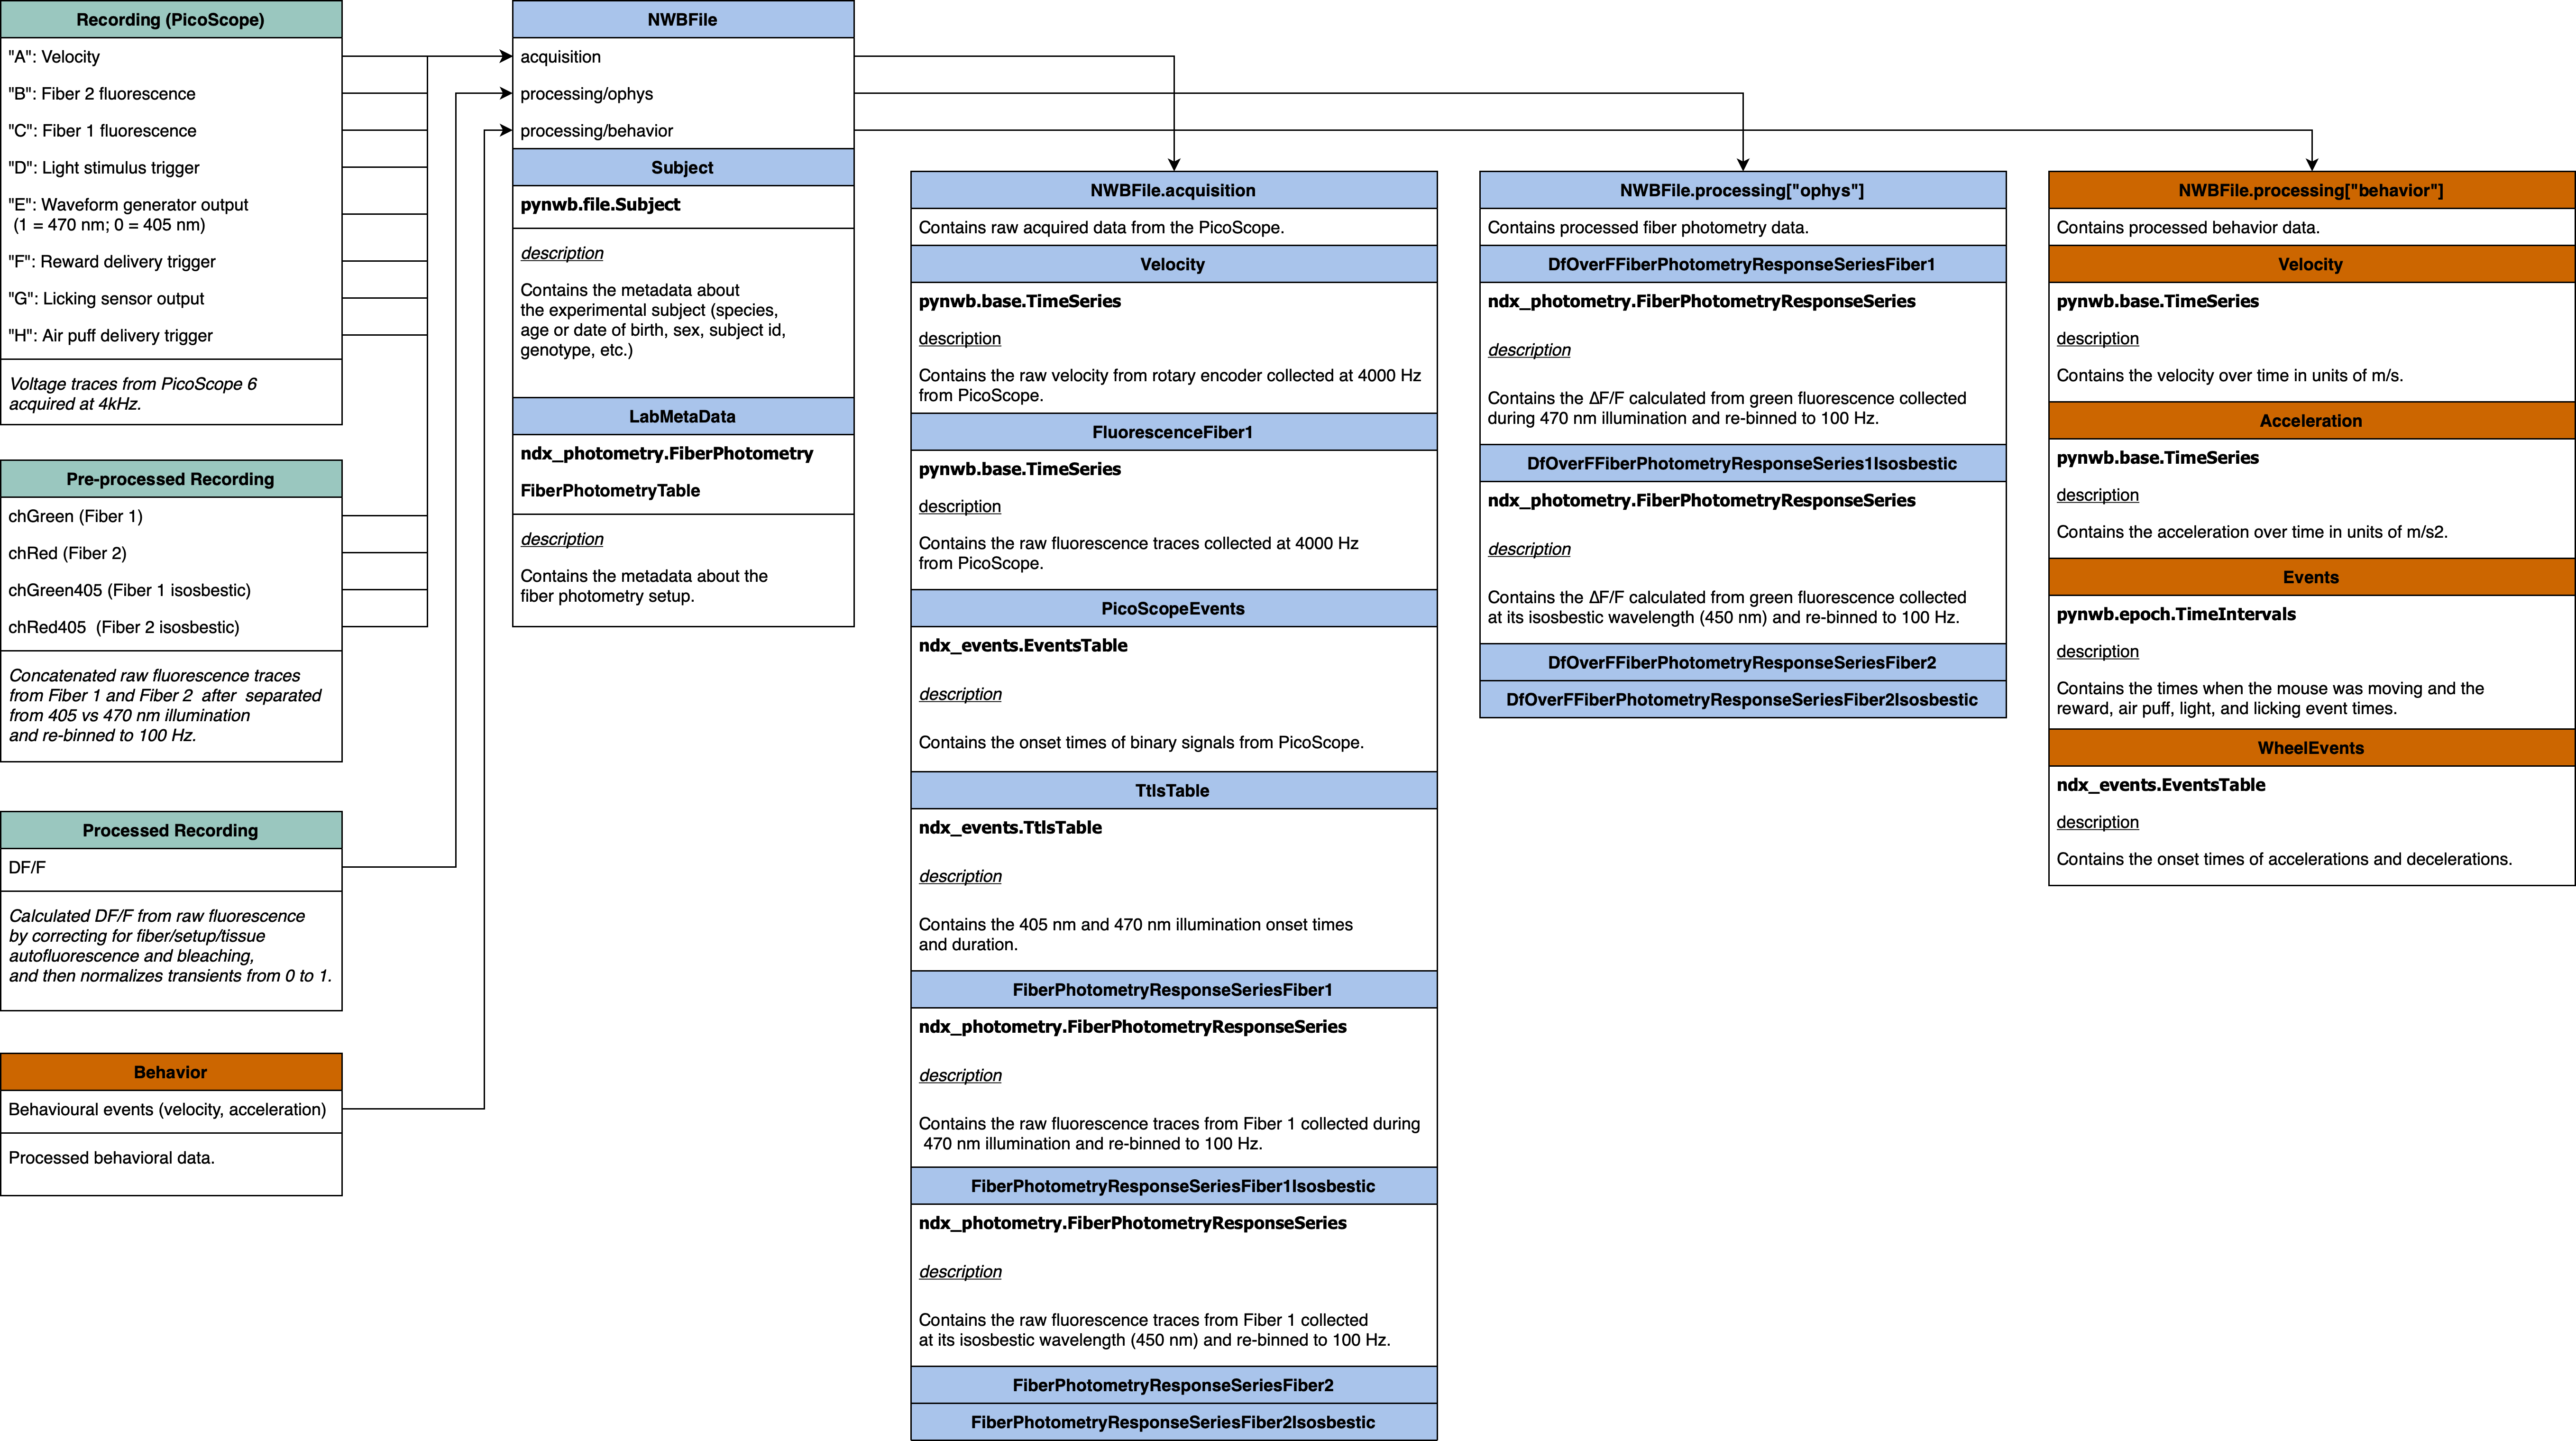 Recording (PicoScope)
"A": Velocity
"B": Fiber 2 fluorescence
"C": Fiber 1 fluorescence
"D": Light stimulus trigger
"E": Waveform generator output
(1 = 470 nm; 0 = 405 nm)
"F": Reward delivery trigger
"G": Licking sensor output
"H": Air puff delivery trigger
Voltage traces from PicoScope 6
acquired at 4kHz.
Pre-processed Recording
chGreen (Fiber 1)
chRed (Fiber 2)
chGreen405 (Fiber 1 isosbestic)
chRed405 (Fiber 2 isosbestic)
Concatenated raw fluorescence traces
from Fiber 1 and Fiber 2 after separated
from 405 vs 470 nm illumination
and re-binned to 100 Hz.
Processed Recording
DF/F
Calculated DF/F from raw fluorescence
by correcting for fiber/setup/tissue
autofluorescence and bleaching,
and then normalizes transients from 0 to 1.
Behavior
Behavioural events (velocity, acceleration)
Processed behavioral data.
NWBFile
acquisition
processing/ophys
processing/behavior
Subject
pynwb.file.Subject
description
Contains the metadata about
the experimental subject (species,
age or date of birth, sex, subject id,
genotype, etc.)
LabMetaData
ndx_photometry.FiberPhotometry
FiberPhotometryTable
description
Contains the metadata about the
fiber photometry setup.
NWBFile.acquisition
Contains raw acquired data from the PicoScope.
Velocity
pynwb.base.TimeSeries
description
Contains the raw velocity from rotary encoder collected at 4000 Hz
from PicoScope.
FluorescenceFiber1
pynwb.base.TimeSeries
description
Contains the raw fluorescence traces collected at 4000 Hz
from PicoScope.
PicoScopeEvents
ndx_events.EventsTable
description
Contains the onset times of binary signals from PicoScope.
TtlsTable
ndx_events.TtlsTable
description
Contains the 405 nm and 470 nm illumination onset times
and duration.
FiberPhotometryResponseSeriesFiber1
ndx_photometry.FiberPhotometryResponseSeries
description
Contains the raw fluorescence traces from Fiber 1 collected during
470 nm illumination and re-binned to 100 Hz.
FiberPhotometryResponseSeriesFiber1Isosbestic
ndx_photometry.FiberPhotometryResponseSeries
description
Contains the raw fluorescence traces from Fiber 1 collected
at its isosbestic wavelength (450 nm) and re-binned to 100 Hz.
FiberPhotometryResponseSeriesFiber2
FiberPhotometryResponseSeriesFiber2Isosbestic
NWBFile.processing["ophys"]
Contains processed fiber photometry data.
DfOverFFiberPhotometryResponseSeriesFiber1
ndx_photometry.FiberPhotometryResponseSeries
description
Contains the ΔF/F calculated from green fluorescence collected
during 470 nm illumination and re-binned to 100 Hz.
DfOverFFiberPhotometryResponseSeries1Isosbestic
ndx_photometry.FiberPhotometryResponseSeries
description
Contains the ΔF/F calculated from green fluorescence collected
at its isosbestic wavelength (450 nm) and re-binned to 100 Hz.
DfOverFFiberPhotometryResponseSeriesFiber2
DfOverFFiberPhotometryResponseSeriesFiber2Isosbestic
NWBFile.processing["behavior"]
Contains processed behavior data.
Velocity
pynwb.base.TimeSeries
description
Contains the velocity over time in units of m/s.
Acceleration
pynwb.base.TimeSeries
description
Contains the acceleration over time in units of m/s2.
Events
pynwb.epoch.TimeIntervals
description
Contains the times when the mouse was moving and the
reward, air puff, light, and licking event times.
WheelEvents
ndx_events.EventsTable
description
Contains the onset times of accelerations and decelerations.